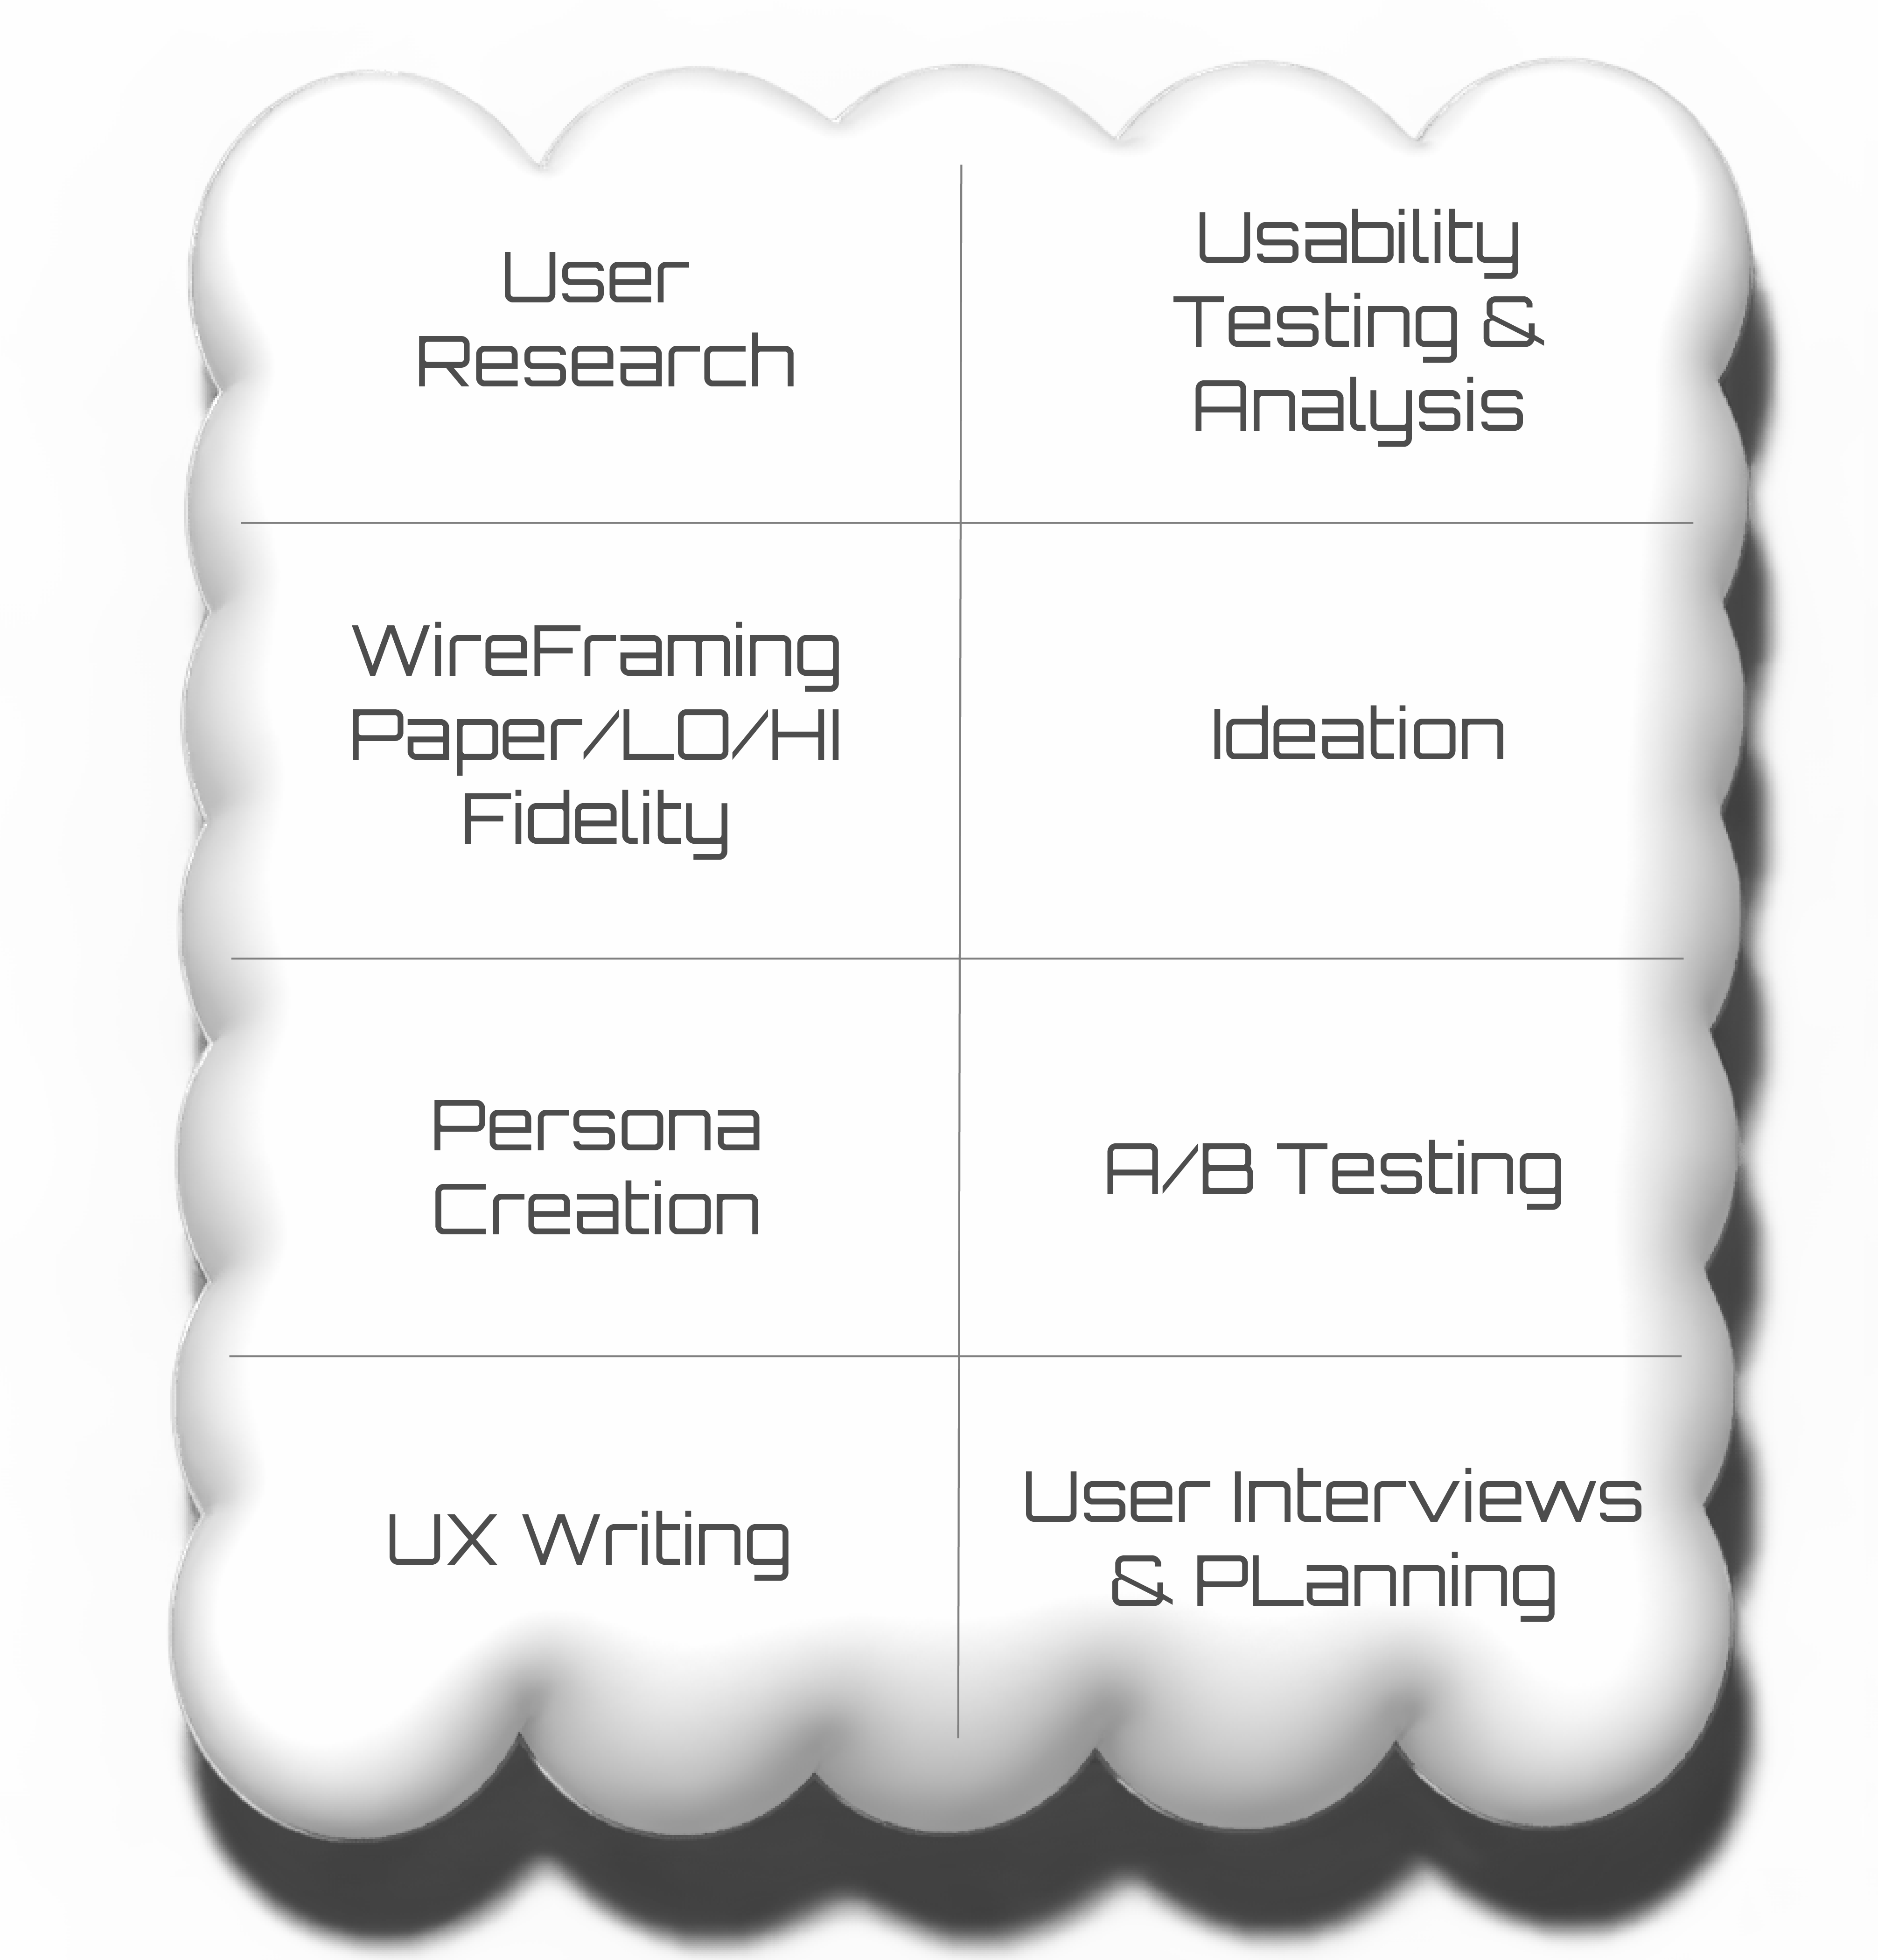 User
Research
Usability
Testing &
Analysis
WireFraming
Paper/LO/HI
Fidelity
Ideation
Persona
Creation
A/B Testing
UX Writing
User Interviews
& PLanning